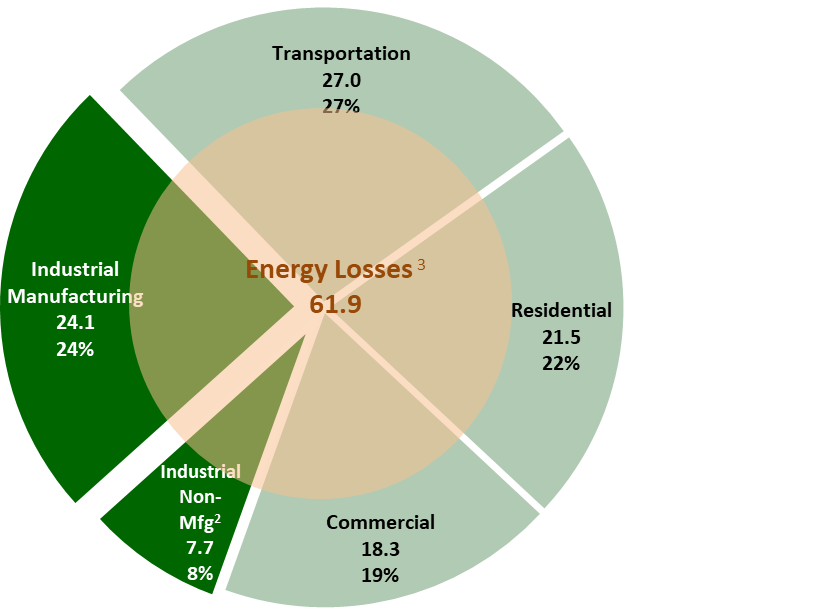 Transportation
27.0
27%
Energy Losses 3
61.9
Industrial
Manufacturing
24.1
24%
Residential
21.5
22%
Industrial
Non-
Mfg2
7.7
8%
Commercial
18.3
19%